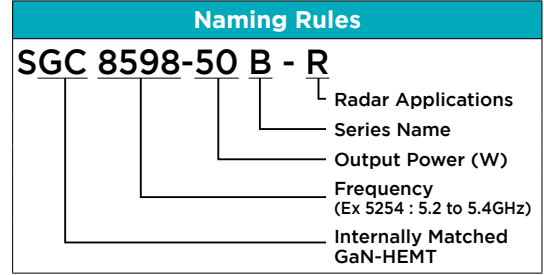 Naming Rules
SGC 8598-50 B - R
Radar Applications
Series Name
Output Power (W)
Frequency
(Ex 5254 : 5.2 to 5.4GHz)
Internally Matched
GaN-HEMT